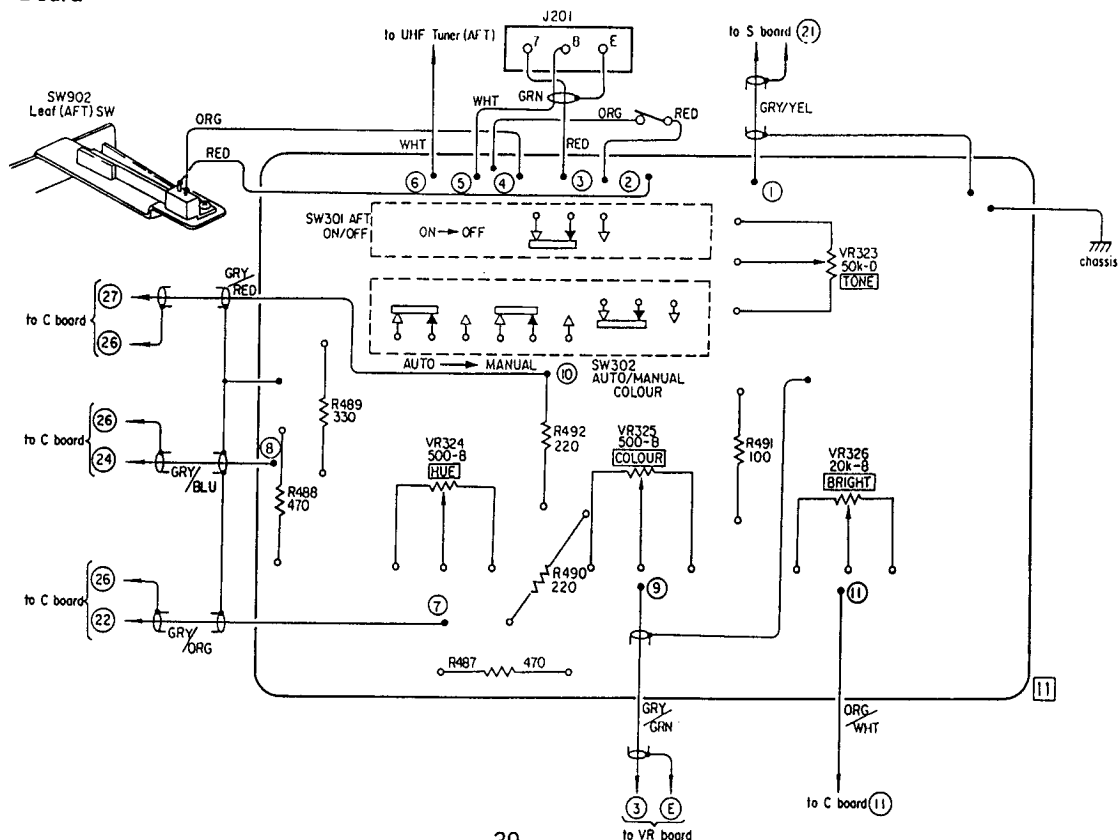 Board
J201
7 8 E
to UHF Tuner (AFT)
to S board 21
SW902
Leaf (AFT) SW
ORG
RED
WHT
GRN
ORG
RED
GRY/YEL
WHT
RED
6 5 4 3 2 1
SW301 AFT
ON/OFF
ON → OFF
VR323
50k-D
TONE
chassis
GRY/
RED
27
to C board
26
AUTO → MANUAL
10
SW302
AUTO/MANUAL
COLOUR
R489
330
R492
220
VR324
500-B
HUE
VR325
500-B
COLOUR
R491
100
VR326
20k-B
BRIGHT
26
to C board
24
8
GRY/
BLU
R488
470
R490
220
26
to C board
22
GRY/
ORG
7
9
11
R487 470
11
GRY/
GRN
ORG/
WHT
3 E
to VR board
to C board 11